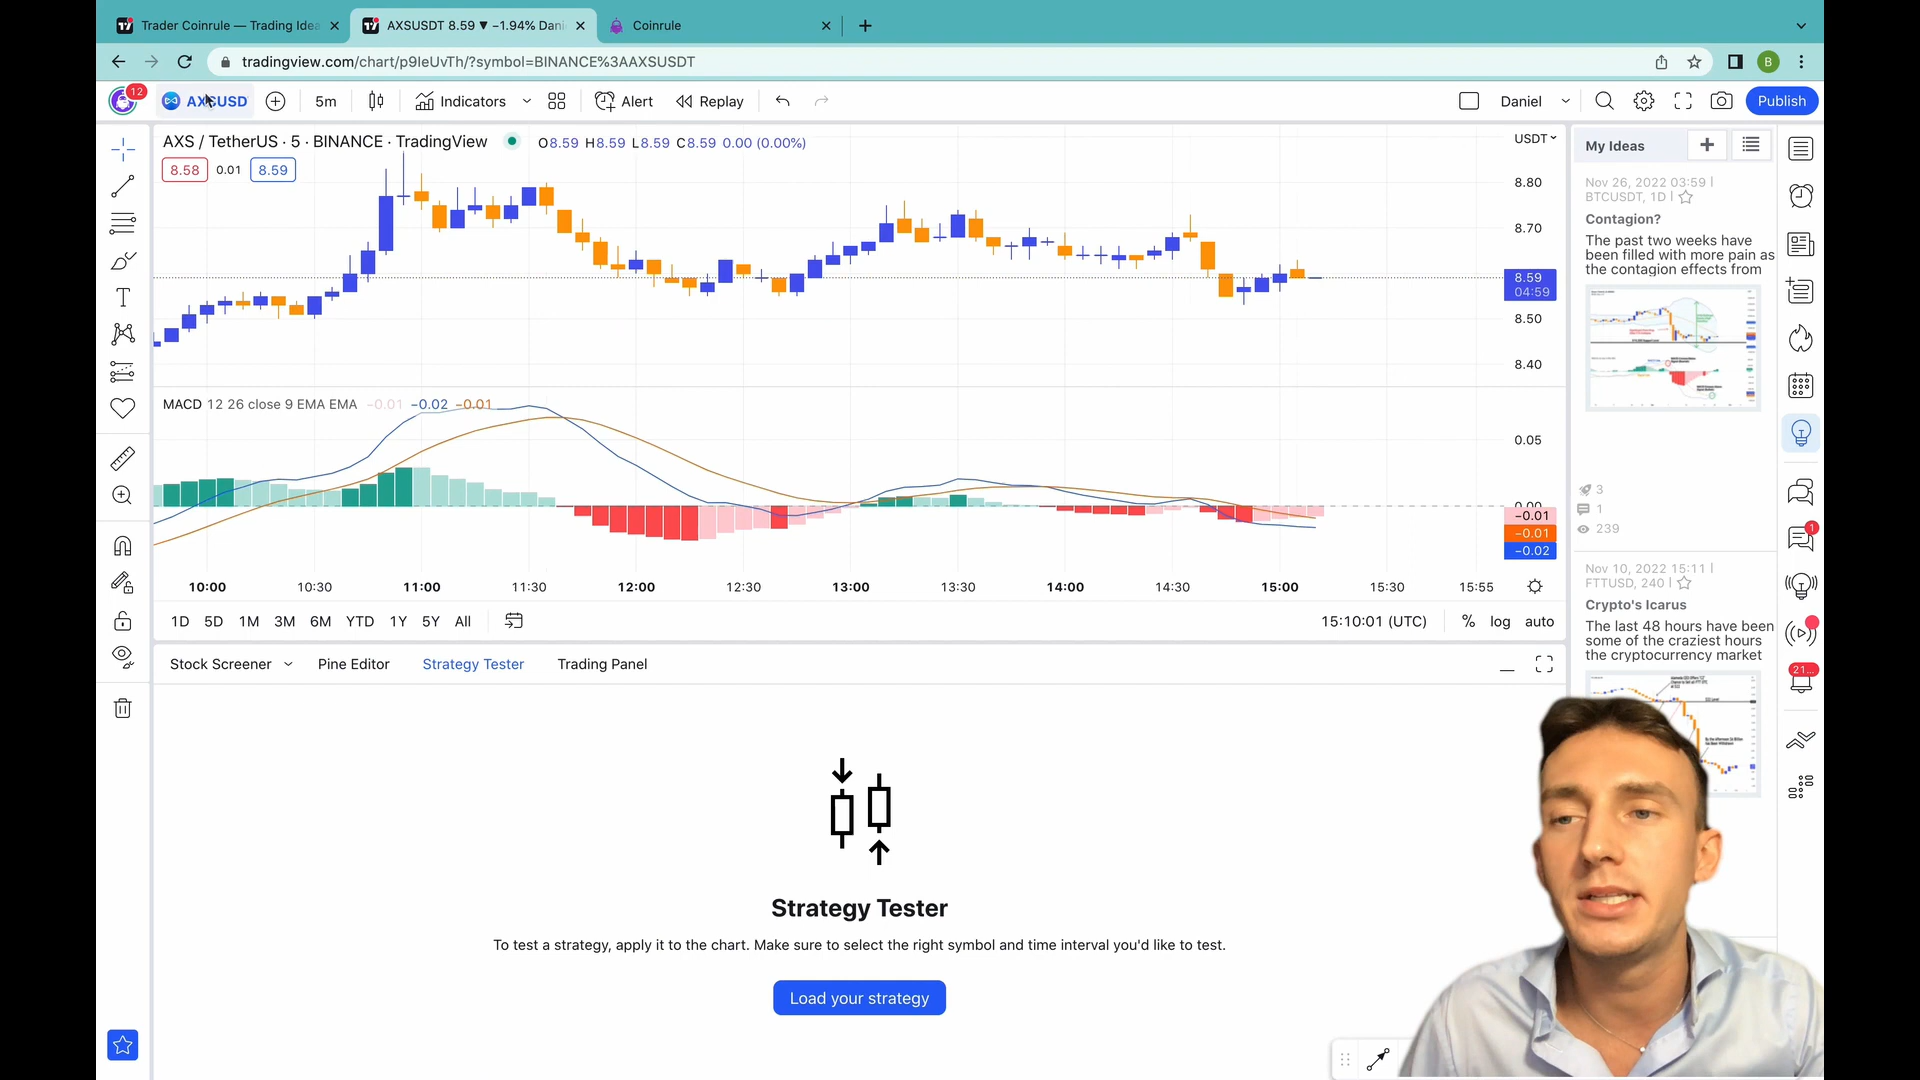 Trader Coinrule — Trading Idea
AXSUSDT 8.59 ▼ −1.94% Dani
Coinrule
tradingview.com/chart/p9IeUvTh/?symbol=BINANCE%3AAXSUSDT
B
12
AXSUSD
5m
Indicators
Alert
Replay
Daniel
Publish
AXS / TetherUS · 5 · BINANCE · TradingView
O8.59 H8.59 L8.59 C8.59 0.00 (0.00%)
USDT
8.58 0.01 8.59
8.80
8.70
8.59
04:59
8.50
8.40
MACD 12 26 close 9 EMA EMA −0.01 −0.02 −0.01
0.05
0.00
−0.01
−0.01
−0.02
10:00 10:30 11:00 11:30 12:00 12:30 13:00 13:30 14:00 14:30 15:00 15:30 15:55
1D 5D 1M 3M 6M YTD 1Y 5Y All
15:10:01 (UTC) % log auto
Stock Screener Pine Editor Strategy Tester Trading Panel
Strategy Tester
To test a strategy, apply it to the chart. Make sure to select the right symbol and time interval you'd like to test.
Load your strategy
My Ideas
Nov 26, 2022 03:59 |
BTCUSDT, 1D |
Contagion?
The past two weeks have
been filled with more pain as
the contagion effects from
3
1
239
Nov 10, 2022 15:11 |
FTTUSD, 240 |
Crypto's Icarus
The last 48 hours have been
some of the craziest hours
the cryptocurrency market
1
21...